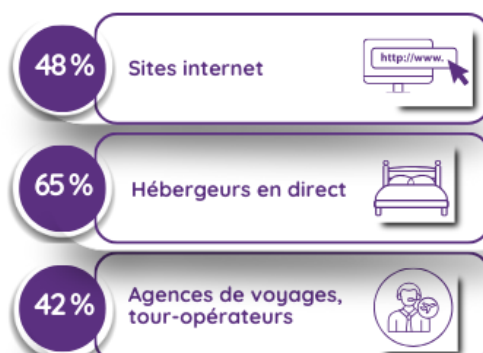 48 %
Sites internet
http://www.
65 %
Hébergeurs en direct
42 %
Agences de voyages,
tour-opérateurs